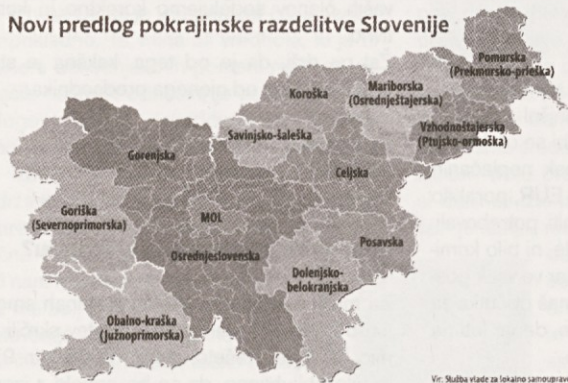 Novi predlog pokrajinske razdelitve Slovenije
Pomurska
(Prekmursko-prleška)
Mariborska
(Osrednještajerska)
Koroška
Vzhodnoštajerska
(Ptujsko-ormoška)
Savinjsko-šaleška
Gorenjska
Celjska
Goriška
(Severnoprimorska)
MOL
Osrednjeslovenska
Posavska
Dolenjsko-
belokranjska
Obalno-kraška
(Južnoprimorska)
Vir: Služba vlade za lokalno samoupravo